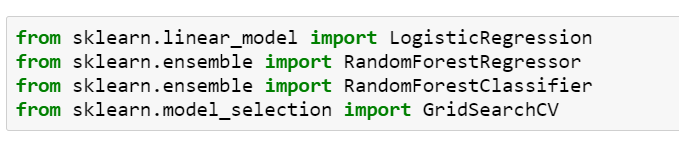 from sklearn.linear_model import LogisticRegression
from sklearn.ensemble import RandomForestRegressor
from sklearn.ensemble import RandomForestClassifier
from sklearn.model_selection import GridSearchCV